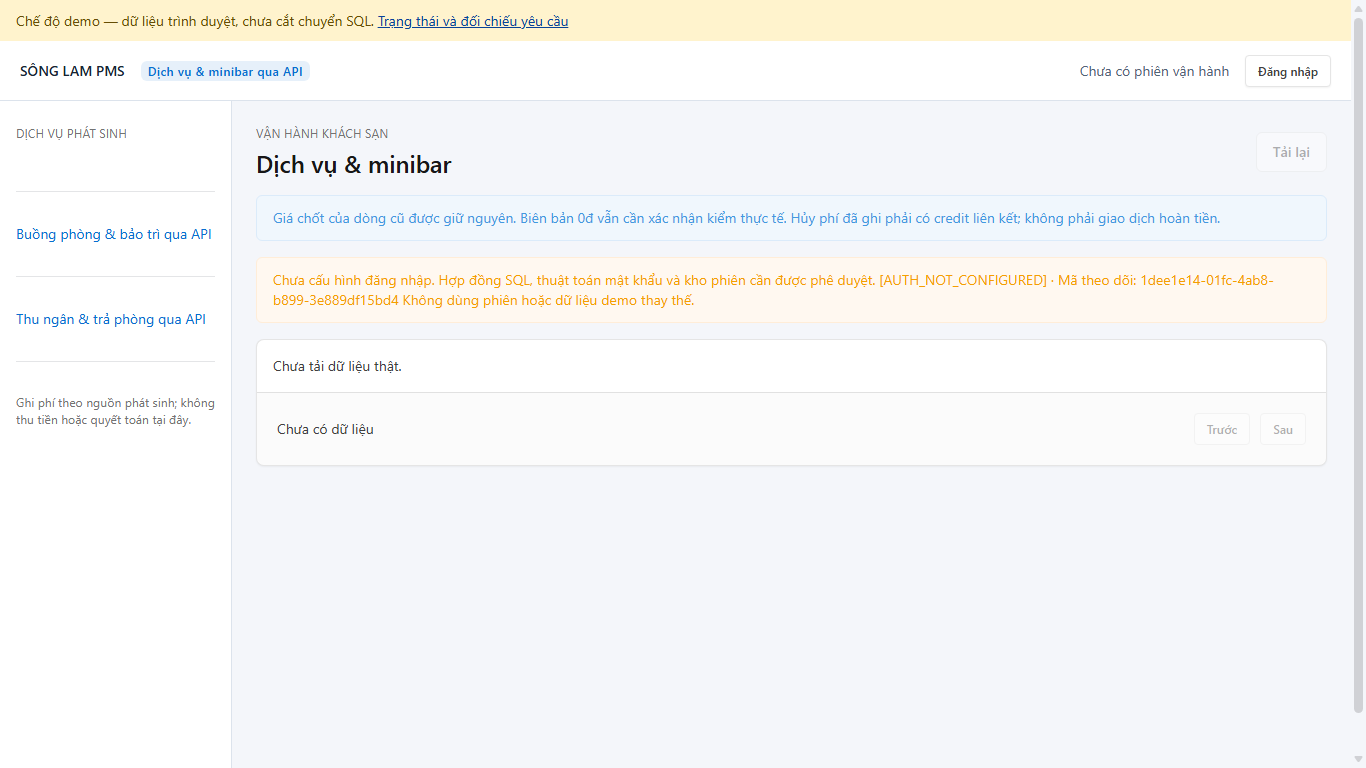 Chế độ demo — dữ liệu trình duyệt, chưa cắt chuyển SQL. Trạng thái và đối chiếu yêu cầu
SÔNG LAM PMS
Dịch vụ & minibar qua API
Chưa có phiên vận hành
Đăng nhập
DỊCH VỤ PHÁT SINH
Buồng phòng & bảo trì qua API
Thu ngân & trả phòng qua API
Ghi phí theo nguồn phát sinh; không
thu tiền hoặc quyết toán tại đây.
VẬN HÀNH KHÁCH SẠN
Dịch vụ & minibar
Tải lại
Giá chốt của dòng cũ được giữ nguyên. Biên bản 0đ vẫn cần xác nhận kiểm thực tế. Hủy phí đã ghi phải có credit liên kết; không phải giao dịch hoàn tiền.
Chưa cấu hình đăng nhập. Hợp đồng SQL, thuật toán mật khẩu và kho phiên cần được phê duyệt. [AUTH_NOT_CONFIGURED] · Mã theo dõi: 1dee1e14-01fc-4ab8-
b899-3e889df15bd4 Không dùng phiên hoặc dữ liệu demo thay thế.
Chưa tải dữ liệu thật.
Chưa có dữ liệu
Trước
Sau